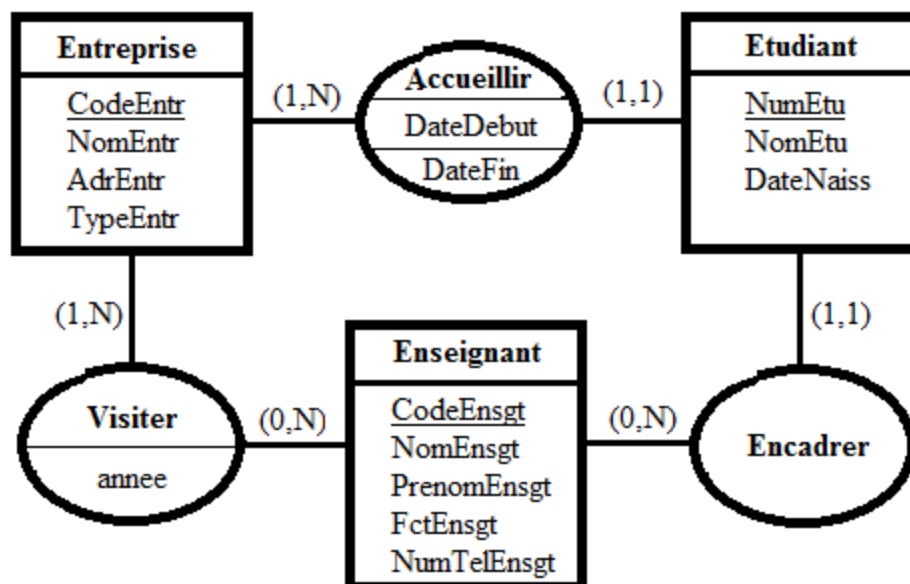 Entreprise
CodeEntr
NomEntr
AdrEntr
TypeEntr
(1,N)
Accueillir
DateDebut
DateFin
(1,1)
Etudiant
NumEtu
NomEtu
DateNaiss
(1,N)
(1,1)
Visiter
annee
(0,N)
Enseignant
CodeEnsgt
NomEnsgt
PrenomEnsgt
FctEnsgt
NumTelEnsgt
(0,N)
Encadrer